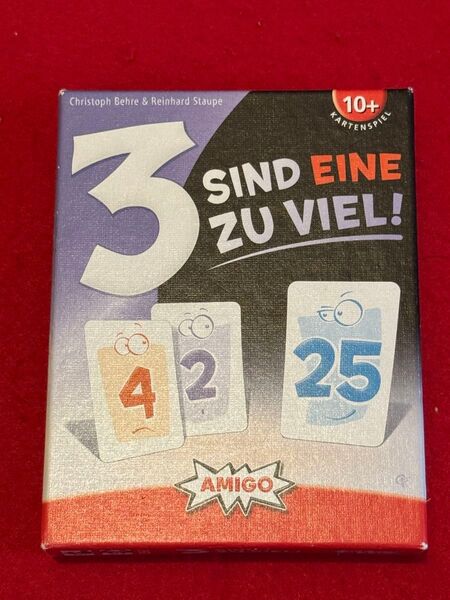 Christoph Behre & Reinhard Staupe
10+
KARTENSPIEL
3 SIND EINE
ZU VIEL!
4
2
25
AMIGO